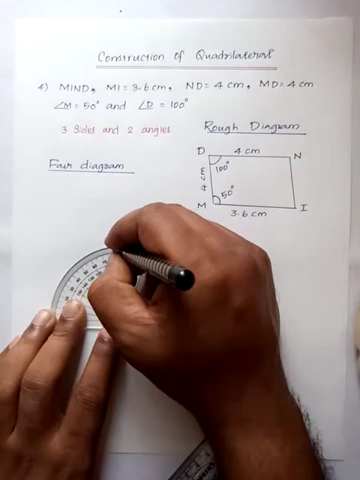 Construction of Quadrilateral
4) MIND, MI = 3.6 cm, ND = 4 cm, MD = 4 cm
∠M = 50° and ∠D = 100°
3 Sides and 2 angles
Rough Diagram
Fair diagram
D 4 cm N
100°
4 cm
50°
M I
3.6 cm